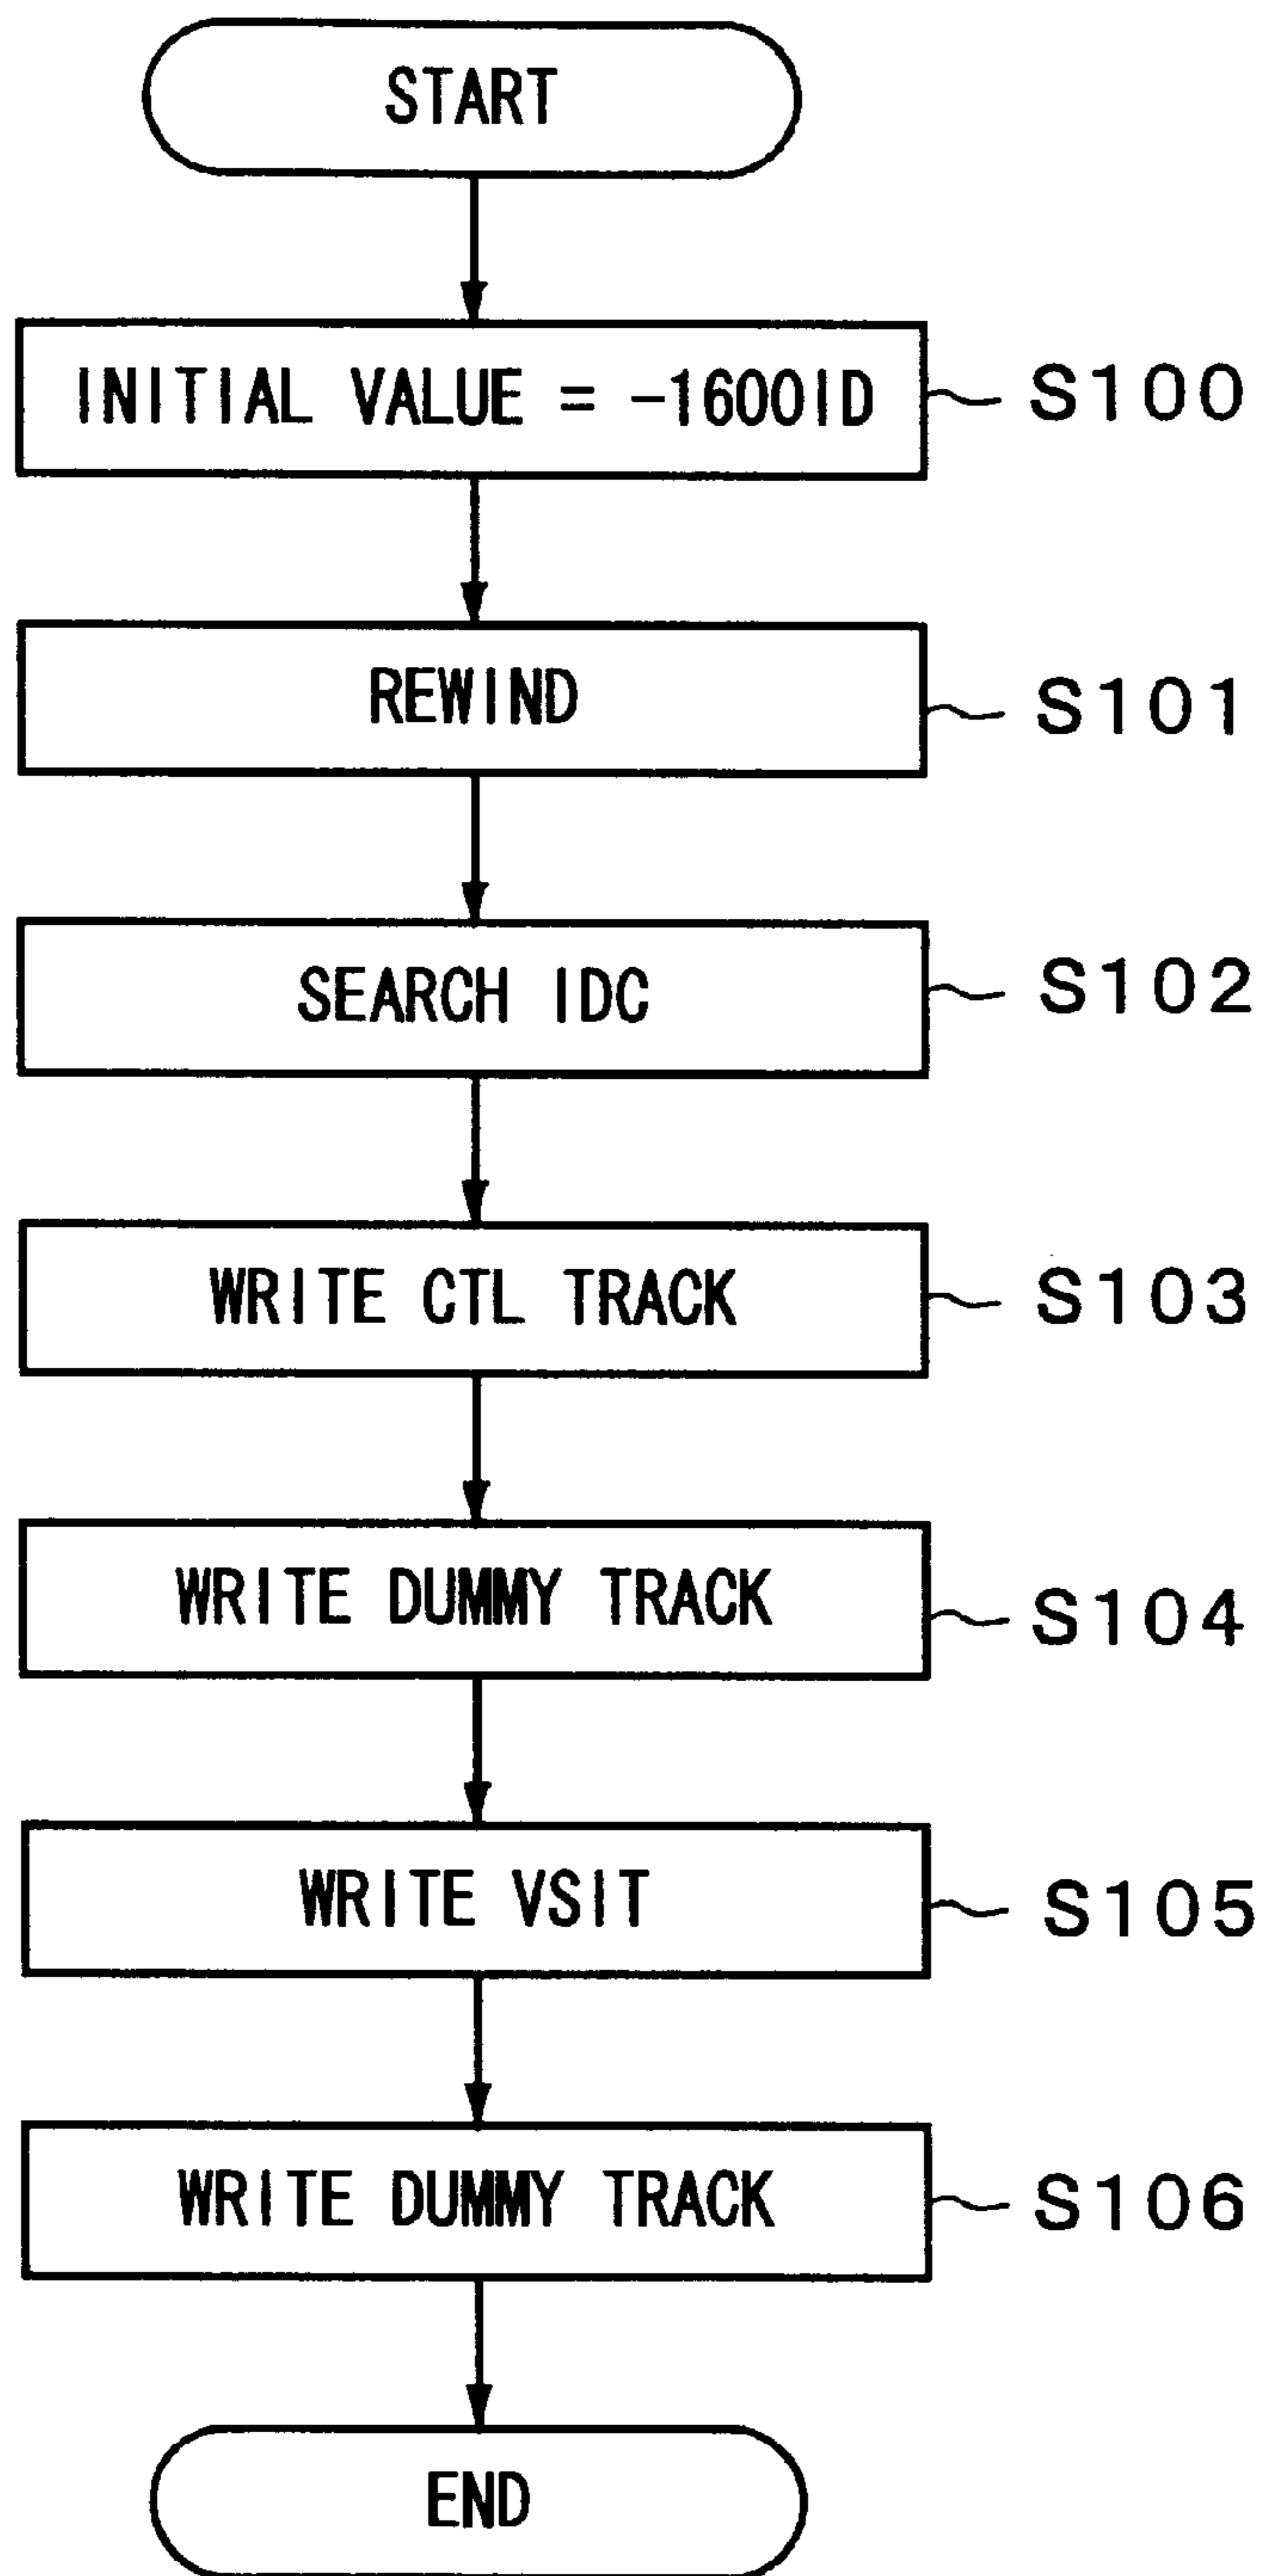 START
INITIAL VALUE = -1600ID
S100
REWIND
S101
SEARCH IDC
S102
WRITE CTL TRACK
S103
WRITE DUMMY TRACK
S104
WRITE VSIT
S105
WRITE DUMMY TRACK
S106
END